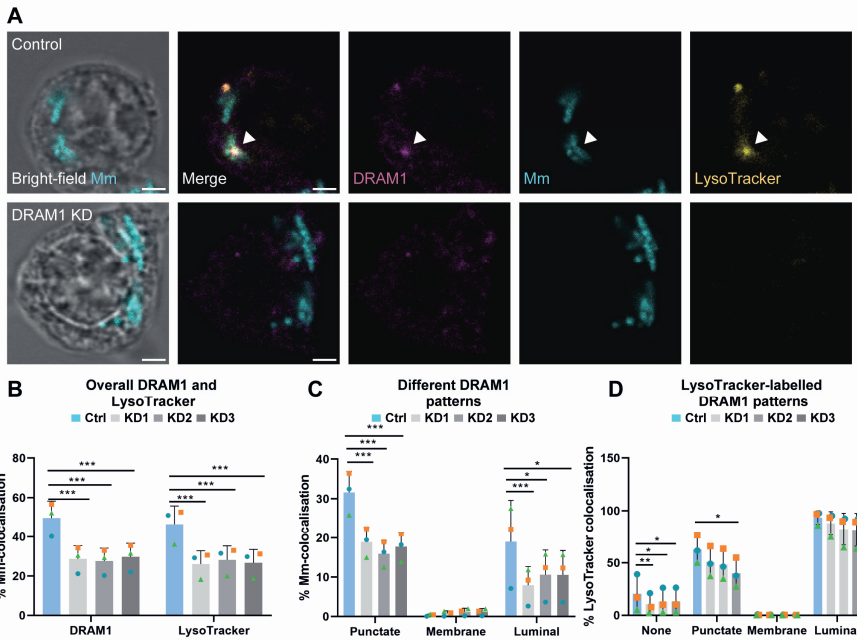 A
Control
Bright-field Mm
Merge
DRAM1
Mm
LysoTracker
DRAM1 KD
B
Overall DRAM1 and
LysoTracker
Ctrl KD1 KD2 KD3
% Mm-colocalisation
80
60
40
20
0
***
***
***
***
***
***
DRAM1
LysoTracker
C
Different DRAM1
patterns
Ctrl KD1 KD2 KD3
% Mm-colocalisation
40
30
20
10
0
***
***
***
*
*
***
Punctate
Membrane
Luminal
D
LysoTracker-labelled
DRAM1 patterns
Ctrl KD1 KD2 KD3
% LysoTracker colocalisation
150
100
50
0
*
*
**
*
None
Punctate
Membrane
Lumina